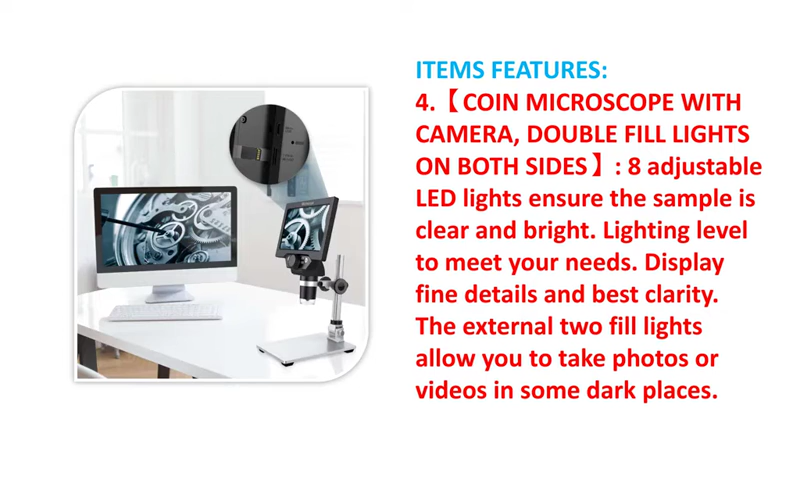 ITEMS FEATURES:
4.【COIN MICROSCOPE WITH
CAMERA, DOUBLE FILL LIGHTS
ON BOTH SIDES】: 8 adjustable
LED lights ensure the sample is
clear and bright. Lighting level
to meet your needs. Display
fine details and best clarity.
The external two fill lights
allow you to take photos or
videos in some dark places.